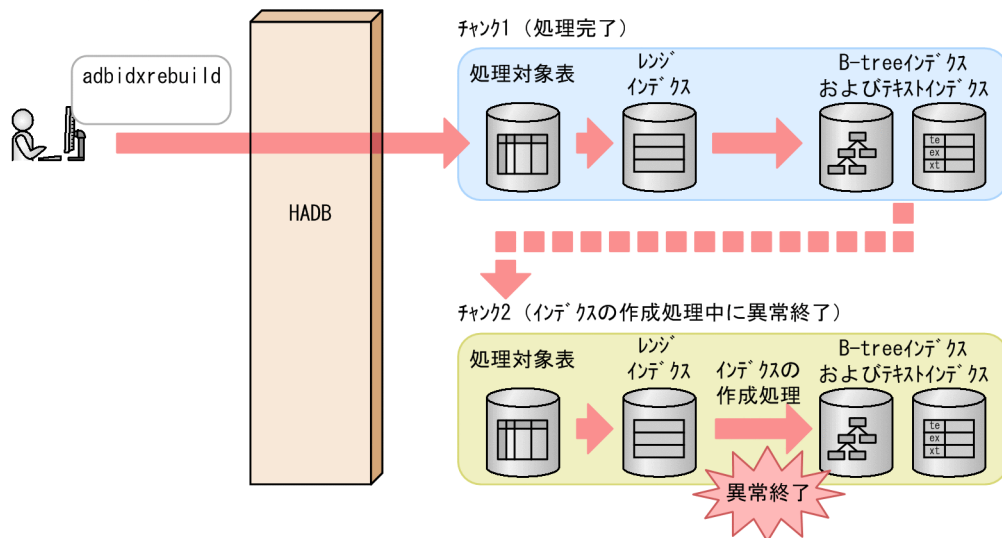 adbidxrebuild
HADB
ﾁｬﾝｸ1（処理完了）
処理対象表
ﾚﾝｼﾞ
ｲﾝﾃﾞｸｽ
B-treeｲﾝﾃﾞｸｽ
およびﾃｷｽﾄｲﾝﾃﾞｸｽ
te
ex
xt
ﾁｬﾝｸ2（ｲﾝﾃﾞｸｽの作成処理中に異常終了）
処理対象表
ﾚﾝｼﾞ
ｲﾝﾃﾞｸｽ
ｲﾝﾃﾞｸｽの
作成処理
B-treeｲﾝﾃﾞｸｽ
およびﾃｷｽﾄｲﾝﾃﾞｸｽ
te
ex
xt
異常終了